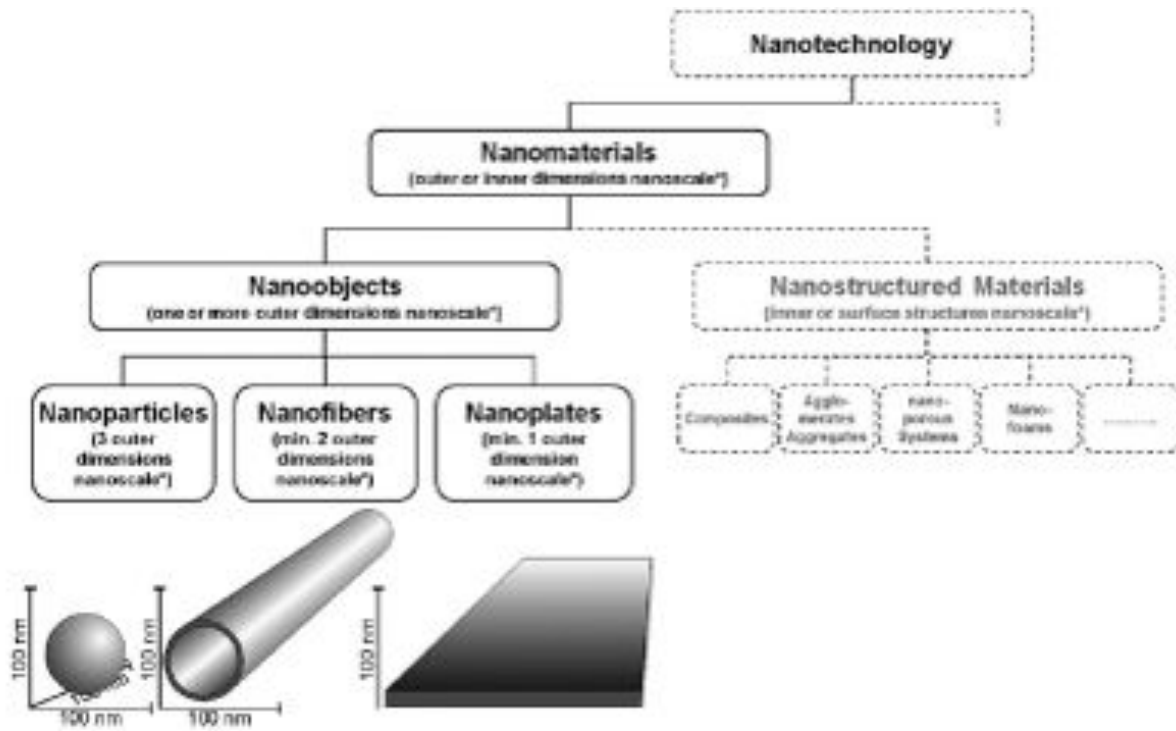 Nanotechnology
Nanomaterials
(outer or inner dimensions nanoscale*)
Nanoobjects
(one or more outer dimensions nanoscale*)
Nanostructured Materials
(inner or surface structures nanoscale*)
Nanoparticles
(3 outer
dimensions
nanoscale*)
Nanofibers
(min. 2 outer
dimensions
nanoscale*)
Nanoplates
(min. 1 outer
dimension
nanoscale*)
Composites
Agglo-
merates
Aggregates
nano-
porous
Systems
Nano-
foams
..........
100 nm
100 nm
100 nm
100 nm
100 nm
100 nm